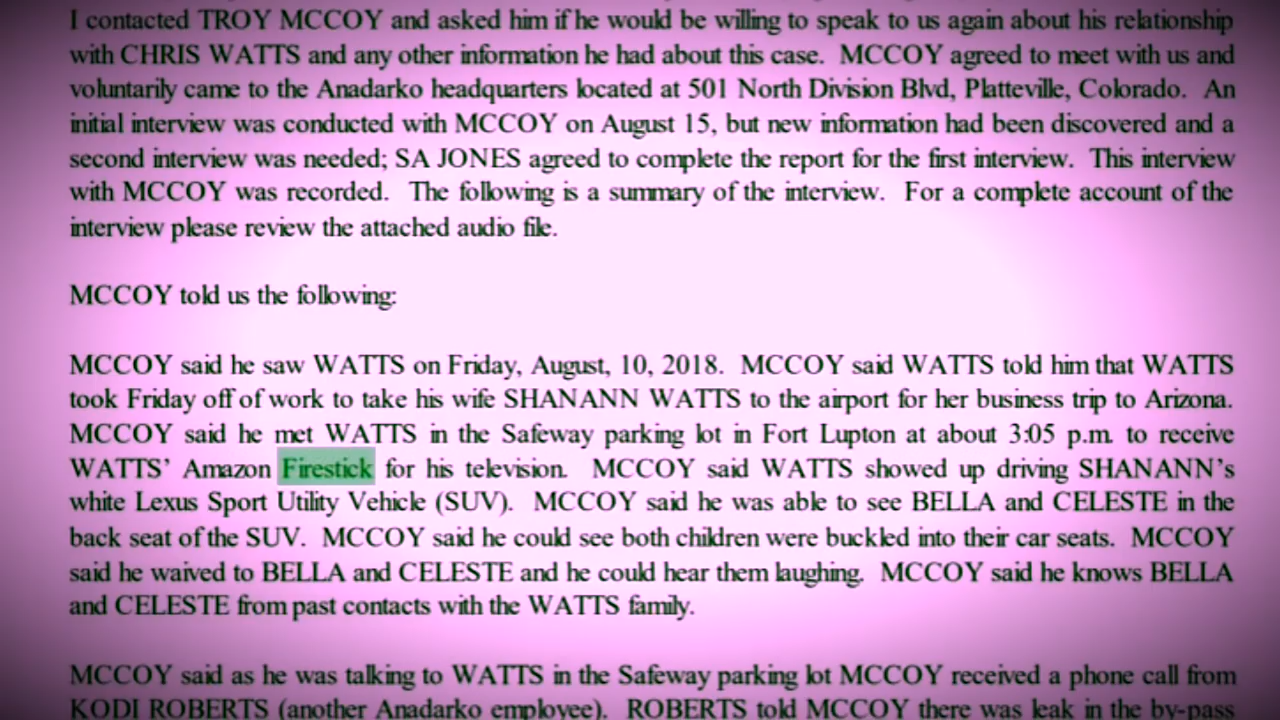 I contacted TROY MCCOY and asked him if he would be willing to speak to us again about his relationship
with CHRIS WATTS and any other information he had about this case. MCCOY agreed to meet with us and
voluntarily came to the Anadarko headquarters located at 501 North Division Blvd, Platteville, Colorado. An
initial interview was conducted with MCCOY on August 15, but new information had been discovered and a
second interview was needed; SA JONES agreed to complete the report for the first interview. This interview
with MCCOY was recorded. The following is a summary of the interview. For a complete account of the
interview please review the attached audio file.
MCCOY told us the following:
MCCOY said he saw WATTS on Friday, August, 10, 2018. MCCOY said WATTS told him that WATTS
took Friday off of work to take his wife SHANANN WATTS to the airport for her business trip to Arizona.
MCCOY said he met WATTS in the Safeway parking lot in Fort Lupton at about 3:05 p.m. to receive
WATTS' Amazon Firestick for his television. MCCOY said WATTS showed up driving SHANANN's
white Lexus Sport Utility Vehicle (SUV). MCCOY said he was able to see BELLA and CELESTE in the
back seat of the SUV. MCCOY said he could see both children were buckled into their car seats. MCCOY
said he waived to BELLA and CELESTE and he could hear them laughing. MCCOY said he knows BELLA
and CELESTE from past contacts with the WATTS family.
MCCOY said as he was talking to WATTS in the Safeway parking lot MCCOY received a phone call from
KODI ROBERTS (another Anadarko employee). ROBERTS told MCCOY there was leak in the by-pass